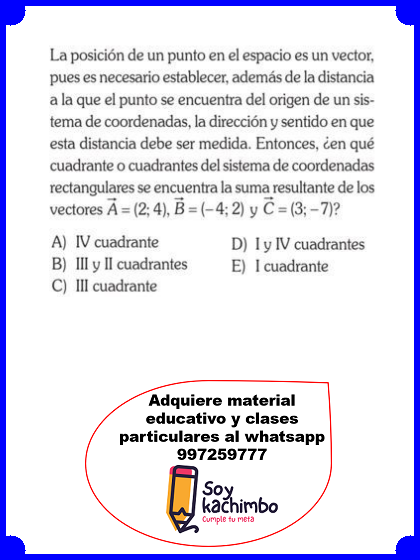 La posición de un punto en el espacio es un vector,
pues es necesario establecer, además de la distancia
a la que el punto se encuentra del origen de un sis-
tema de coordenadas, la dirección y sentido en que
esta distancia debe ser medida. Entonces, ¿en qué
cuadrante o cuadrantes del sistema de coordenadas
rectangulares se encuentra la suma resultante de los
vectores A⃗ = (2; 4), B⃗ = (– 4; 2) y C⃗ = (3; –7)?
A) IV cuadrante
B) III y II cuadrantes
C) III cuadrante
D) I y IV cuadrantes
E) I cuadrante
Adquiere material
educativo y clases
particulares al whatsapp
997259777
Soy
kachimbo
Cumple tu meta